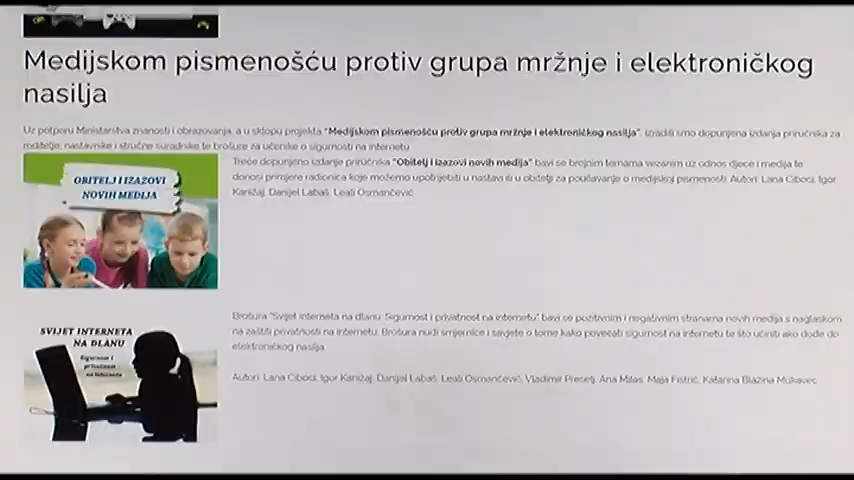 Medijskom pismenošću protiv grupa mržnje i elektroničkog
nasilja
Uz potporu Ministarstva znanosti i obrazovanja, a u sklopu projekta "Medijskom pismenošću protiv grupa mržnje i elektroničkog nasilja", izradili smo dopunjena izdanja priručnika za
roditelje, nastavnike i stručne suradnike te brošure za učenike o sigurnosti na internetu
OBITELJ I IZAZOVI
NOVIH MEDIJA
Treće dopunjeno izdanje priručnika "Obitelj i izazovi novih medija" bavi se brojnim temama vezanim uz odnos djece i medija te
donosi primjere radionica koje možemo upotrijebiti u nastavi ili u obitelji za poučavanje o medijskoj pismenosti. Autori: Lana Ciboci, Igor
Kanižaj, Danijel Labaš, Leali Osmančević
SVIJET INTERNETA
NA DLANU
Sigurnost i
privatnost
na internetu
Brošura "Svijet interneta na dlanu. Sigurnost i privatnost na internetu" bavi se pozitivnim i negativnim stranama novih medija s naglaskom
na zaštiti privatnosti na internetu. Brošura nudi smjernice i savjete o tome kako povećati sigurnost na internetu te što učiniti ako dođe do
elektroničkog nasilja.
Autori: Lana Ciboci, Igor Kanižaj, Danijel Labaš, Leali Osmančević, Vladimir Preselj, Ana Milas, Maja Fistrić, Katarina Blažina Mukavec